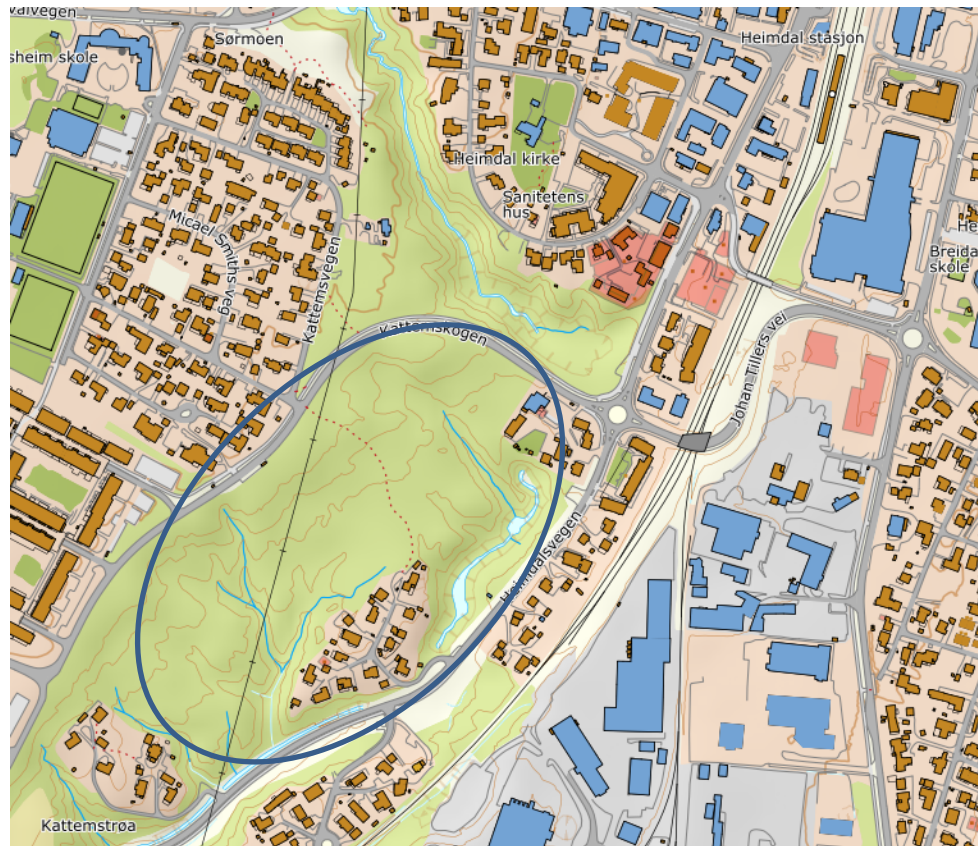 valvegen
Sørmoen
Heimdal stasjon
sheim skole
Heimdal kirke
Sanitetens
hus
Micael Smiths veg
Kattemsvegen
He
Breida
skole
Kattemskogen
Johan Tillers vei
Heimdalsvegen
Kattemstrøa